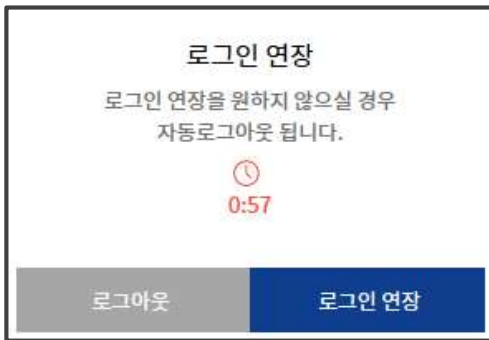 로그인 연장
로그인 연장을 원하지 않으실 경우
자동로그아웃 됩니다.
0:57
로그아웃
로그인 연장